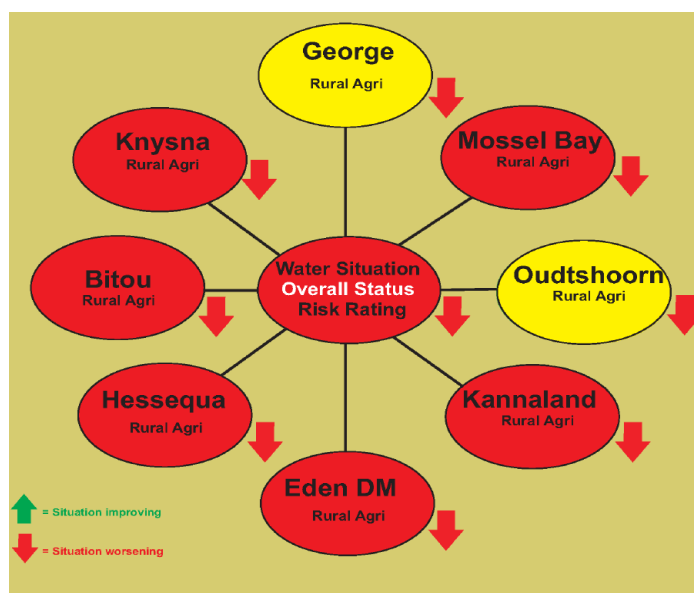 George
Rural Agri
Knysna
Rural Agri
Mossel Bay
Rural Agri
Bitou
Rural Agri
Water Situation
Overall Status
Risk Rating
Oudtshoorn
Rural Agri
Hessequa
Rural Agri
Kannaland
Rural Agri
Eden DM
Rural Agri
= Situation improving
= Situation worsening